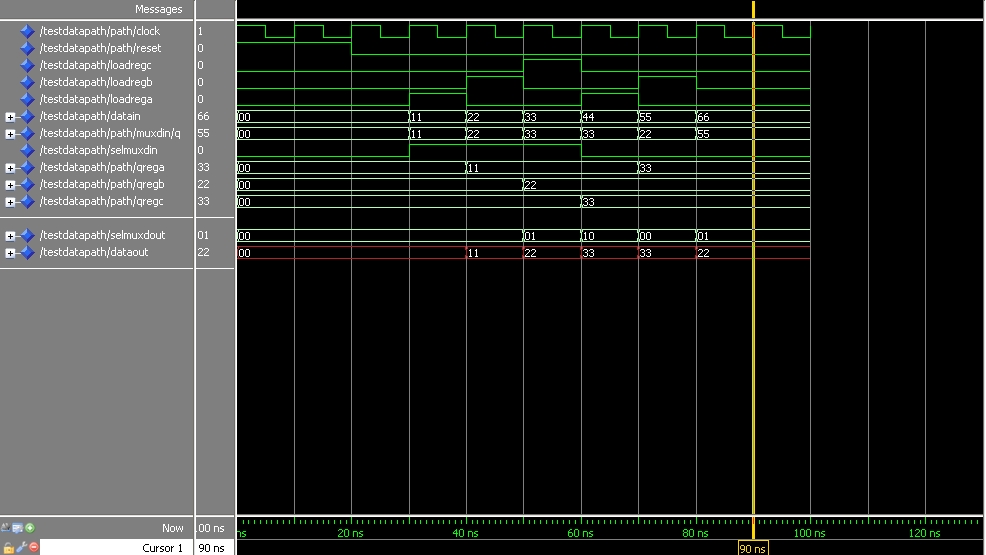 Messages
/testdatapath/path/clock 1
/testdatapath/path/reset 0
/testdatapath/loadregc 0
/testdatapath/loadregb 0
/testdatapath/loadrega 0
/testdatapath/datain 66 00 11 22 33 44 55 66
/testdatapath/path/muxdin/q 55 00 11 22 33 33 22 55
/testdatapath/selmuxdin 0
/testdatapath/path/qrega 33 00 11 33
/testdatapath/path/qregb 22 00 22
/testdatapath/path/qregc 33 00 33
/testdatapath/selmuxdout 01 00 01 10 00 01
/testdatapath/dataout 22 00 11 22 33 33 22
Now .00 ns ns 20 ns 40 ns 60 ns 80 ns 100 ns 120 ns
Cursor 1 90 ns 90 ns